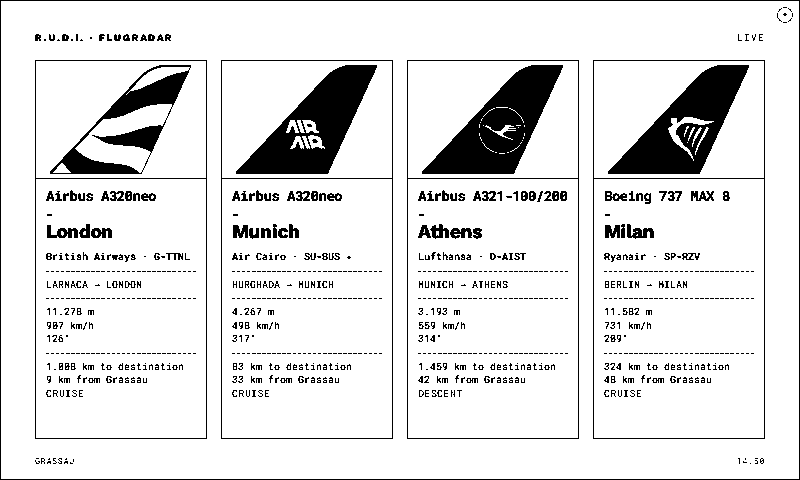 R.U.D.I. · FLUGRADAR
LIVE
AIR
AIR
Airbus A320neo
-
London
British Airways · G-TTNL
LARNACA → LONDON
11.278 m
907 km/h
126°
1.008 km to destination
9 km from Grassau
CRUISE
Airbus A320neo
-
Munich
Air Cairo · SU-BUS ✦
HURGHADA → MUNICH
4.267 m
498 km/h
317°
83 km to destination
33 km from Grassau
CRUISE
Airbus A321-100/200
-
Athens
Lufthansa · D-AIST
MUNICH → ATHENS
3.193 m
559 km/h
314°
1.459 km to destination
42 km from Grassau
DESCENT
Boeing 737 MAX 8
-
Milan
Ryanair · SP-RZV
BERLIN → MILAN
11.582 m
731 km/h
209°
324 km to destination
48 km from Grassau
CRUISE
GRASSAU
14.50